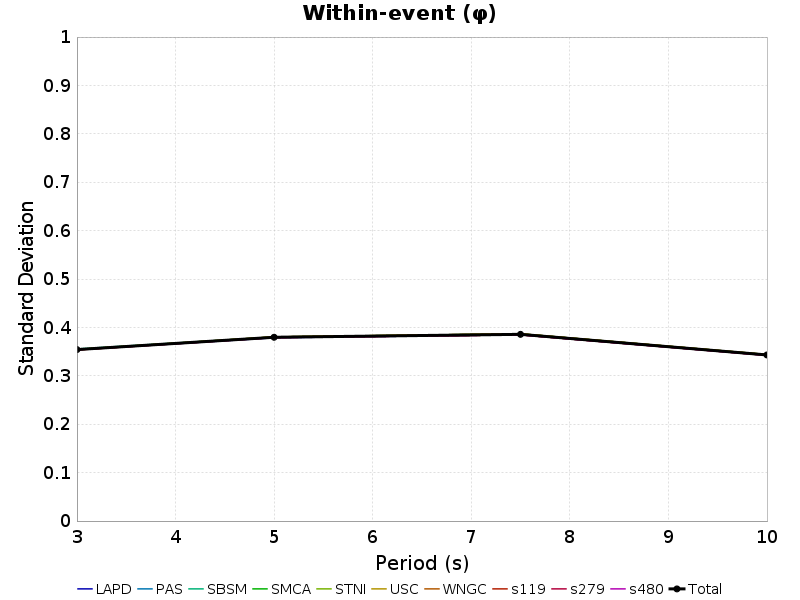 Within-event (φ)
1
0.9
0.8
0.7
0.6
0.5
0.4
0.3
0.2
0.1
0
Standard Deviation
3 4 5 6 7 8 9 10
Period (s)
LAPD PAS SBSM SMCA STNI USC WNGC s119 s279 s480 Total